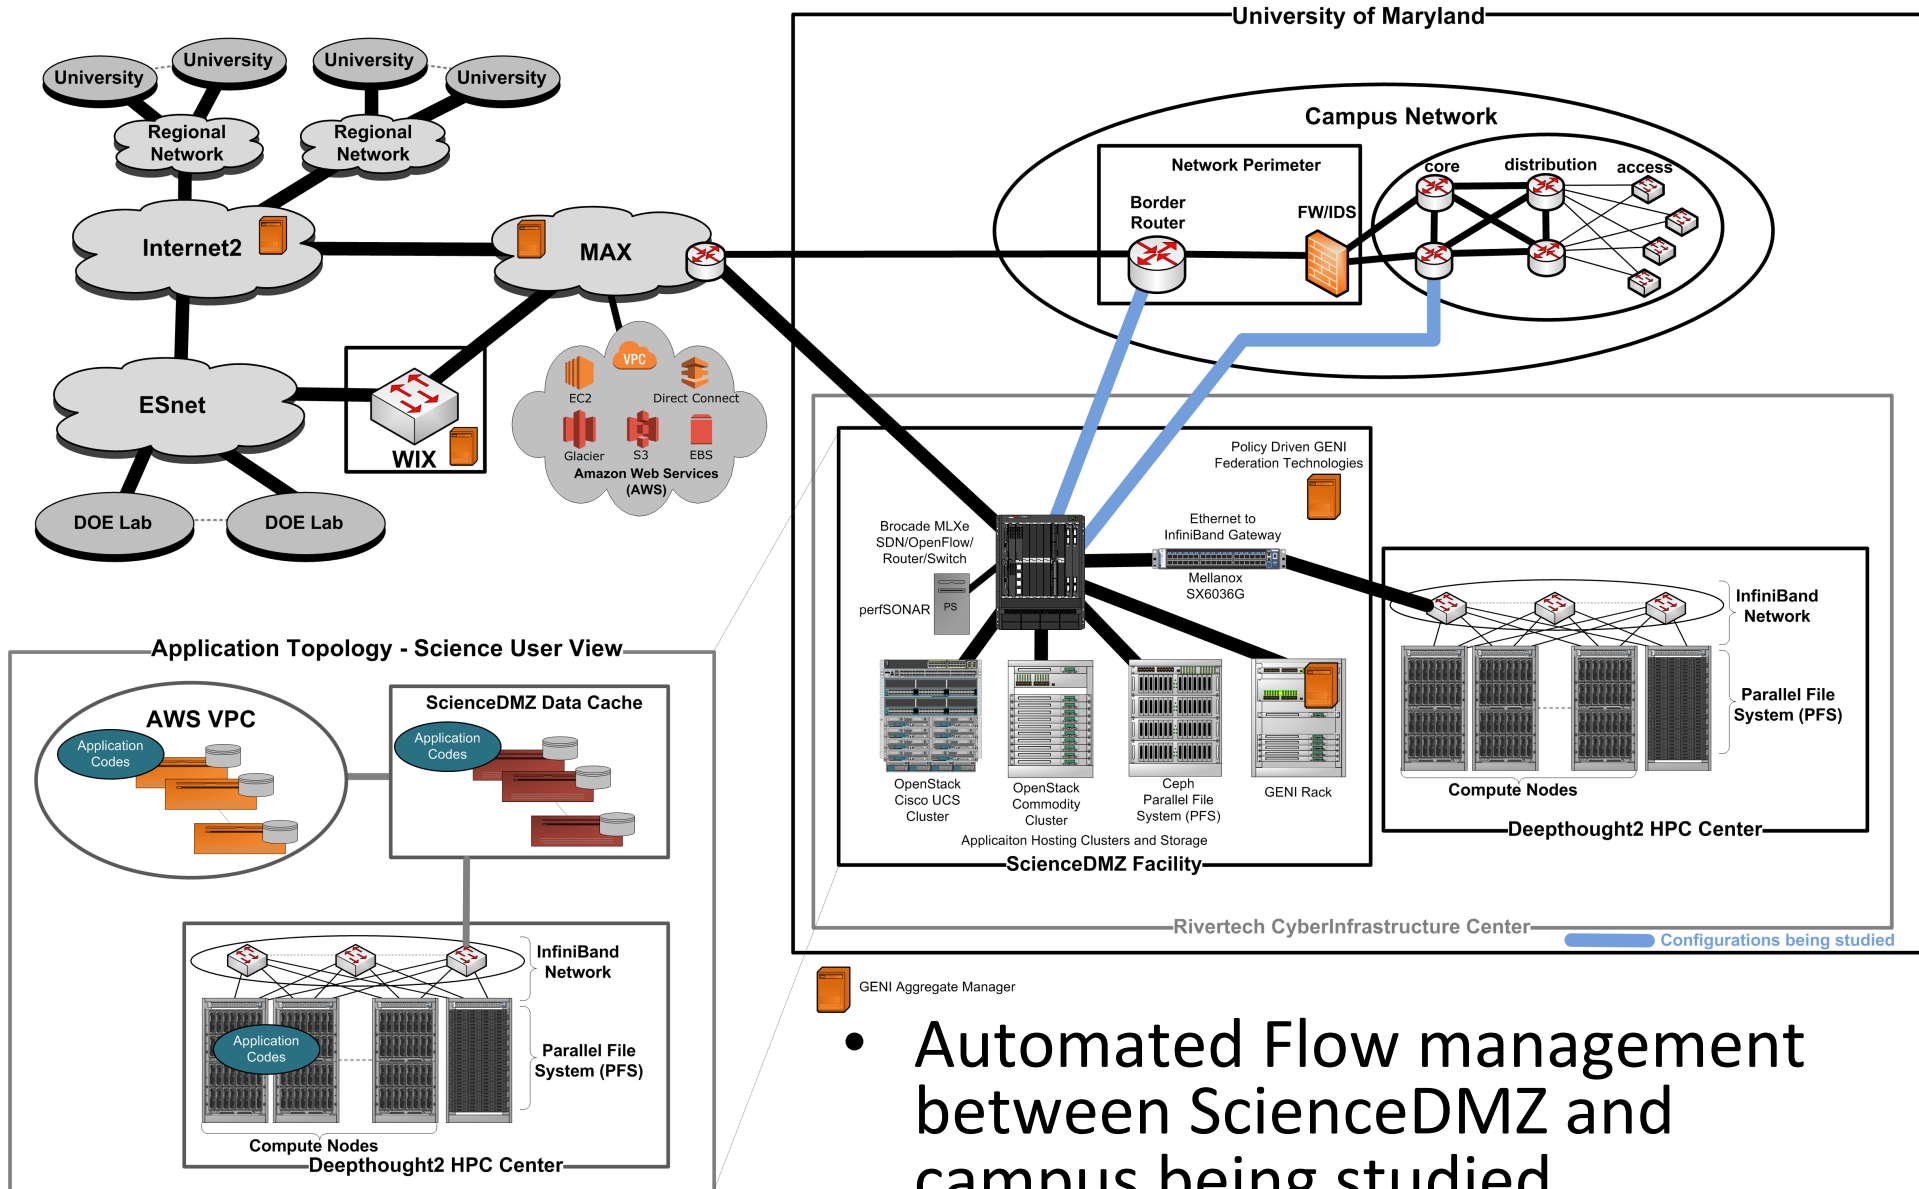 University of Maryland
University
University
University
University
Regional
Network
Regional
Network
Internet2
MAX
ESnet
WIX
DOE Lab
DOE Lab
VPC
EC2
Direct Connect
Glacier
S3
EBS
Amazon Web Services
(AWS)
Campus Network
Network Perimeter
Border
Router
FW/IDS
core
distribution
access
Policy Driven GENI
Federation Technologies
Brocade MLXe
SDN/OpenFlow/
Router/Switch
perfSONAR
PS
Ethernet to
InfiniBand Gateway
Mellanox
SX6036G
OpenStack
Cisco UCS
Cluster
OpenStack
Commodity
Cluster
Ceph
Parallel File
System (PFS)
GENI Rack
Applicaiton Hosting Clusters and Storage
ScienceDMZ Facility
InfiniBand
Network
Parallel File
System (PFS)
Compute Nodes
Deepthought2 HPC Center
Rivertech CyberInfrastructure Center
Configurations being studied
Application Topology - Science User View
AWS VPC
Application
Codes
ScienceDMZ Data Cache
Application
Codes
InfiniBand
Network
Application
Codes
Parallel File
System (PFS)
Compute Nodes
Deepthought2 HPC Center
GENI Aggregate Manager
• Automated Flow management
between ScienceDMZ and
campus being studied